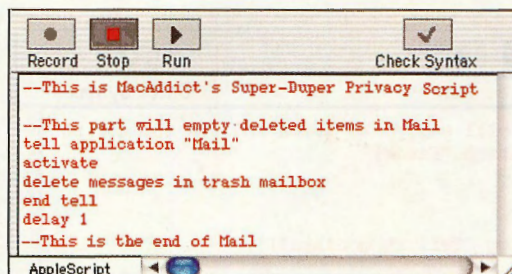 Record Stop Run Check Syntax
--This is MacAddict's Super-Duper Privacy Script
--This part will empty deleted items in Mail
tell application "Mail"
activate
delete messages in trash mailbox
end tell
delay 1
--This is the end of Mail
AppleScript